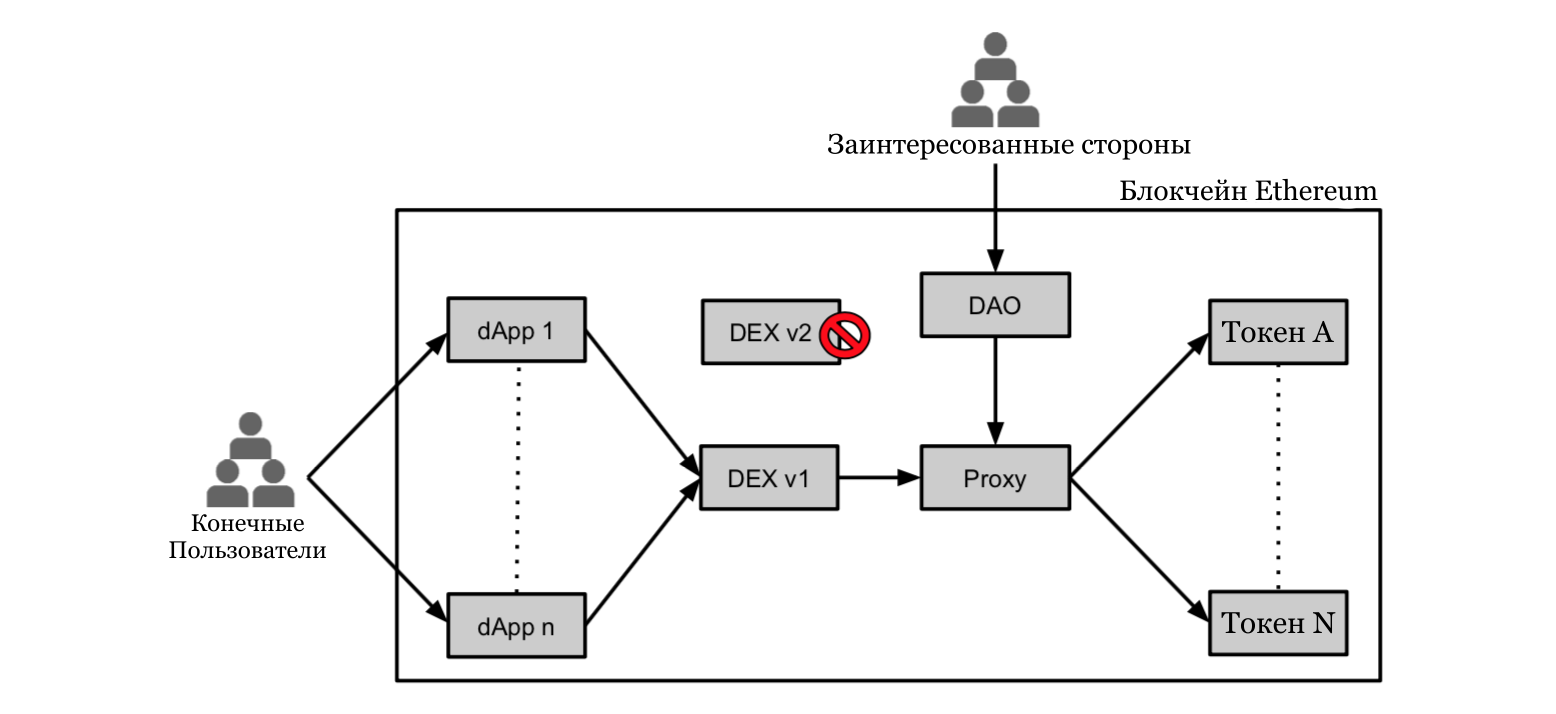 Заинтересованные стороны
Блокчейн Ethereum
DAO
dApp 1
DEX v2
Токен A
DEX v1
Proxy
Конечные
Пользователи
dApp n
Токен N